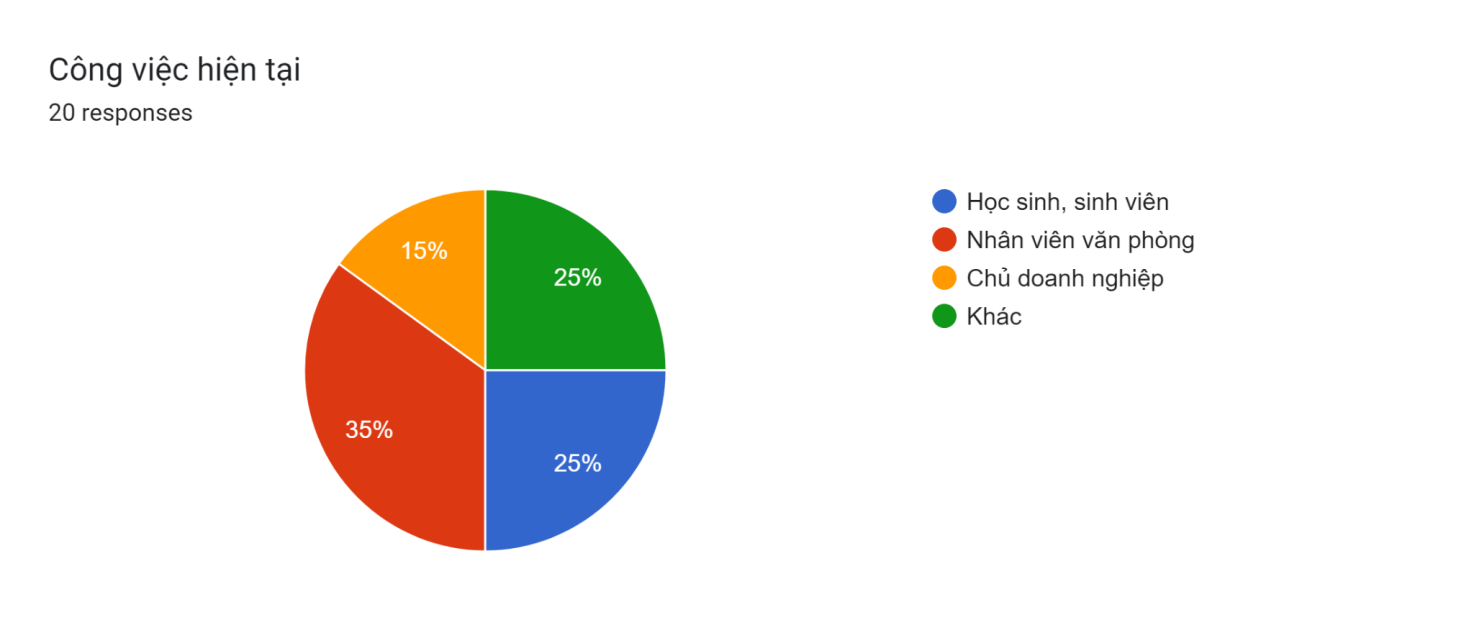 Công việc hiện tại
20 responses
15%
25%
35%
25%
Học sinh, sinh viên
Nhân viên văn phòng
Chủ doanh nghiệp
Khác